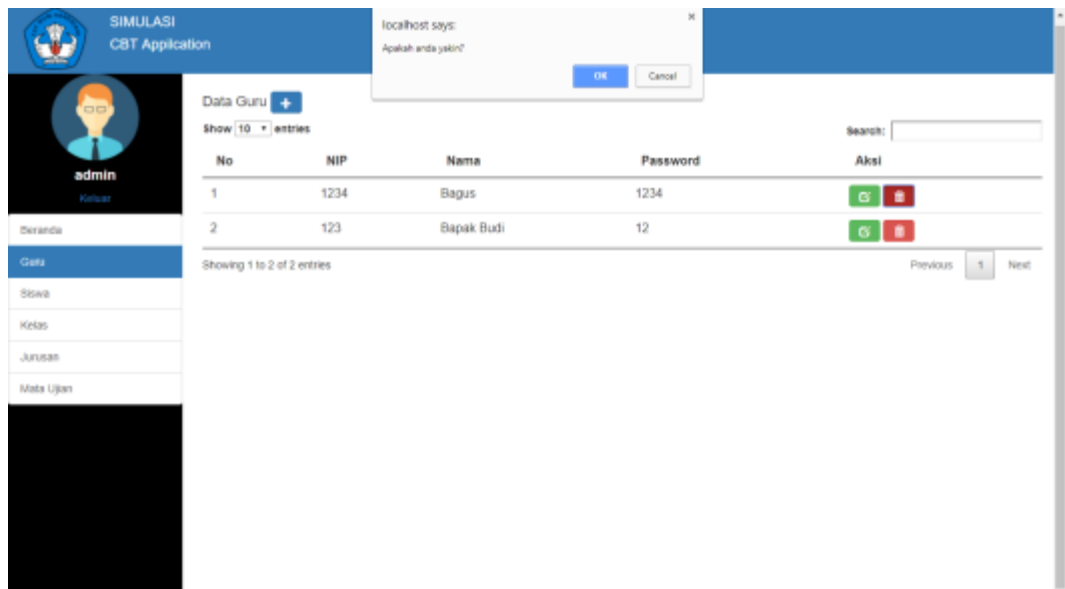 SIMULASI
CBT Application
localhost says:
Apakah anda yakin?
OK Cancel
admin
Keluar
Beranda
Guru
Siswa
Kelas
Jurusan
Mata Ujian
Data Guru +
Show 10 entries
Search:
No NIP Nama Password Aksi
1 1234 Bagus 1234
2 123 Bapak Budi 12
Showing 1 to 2 of 2 entries
Previous 1 Next